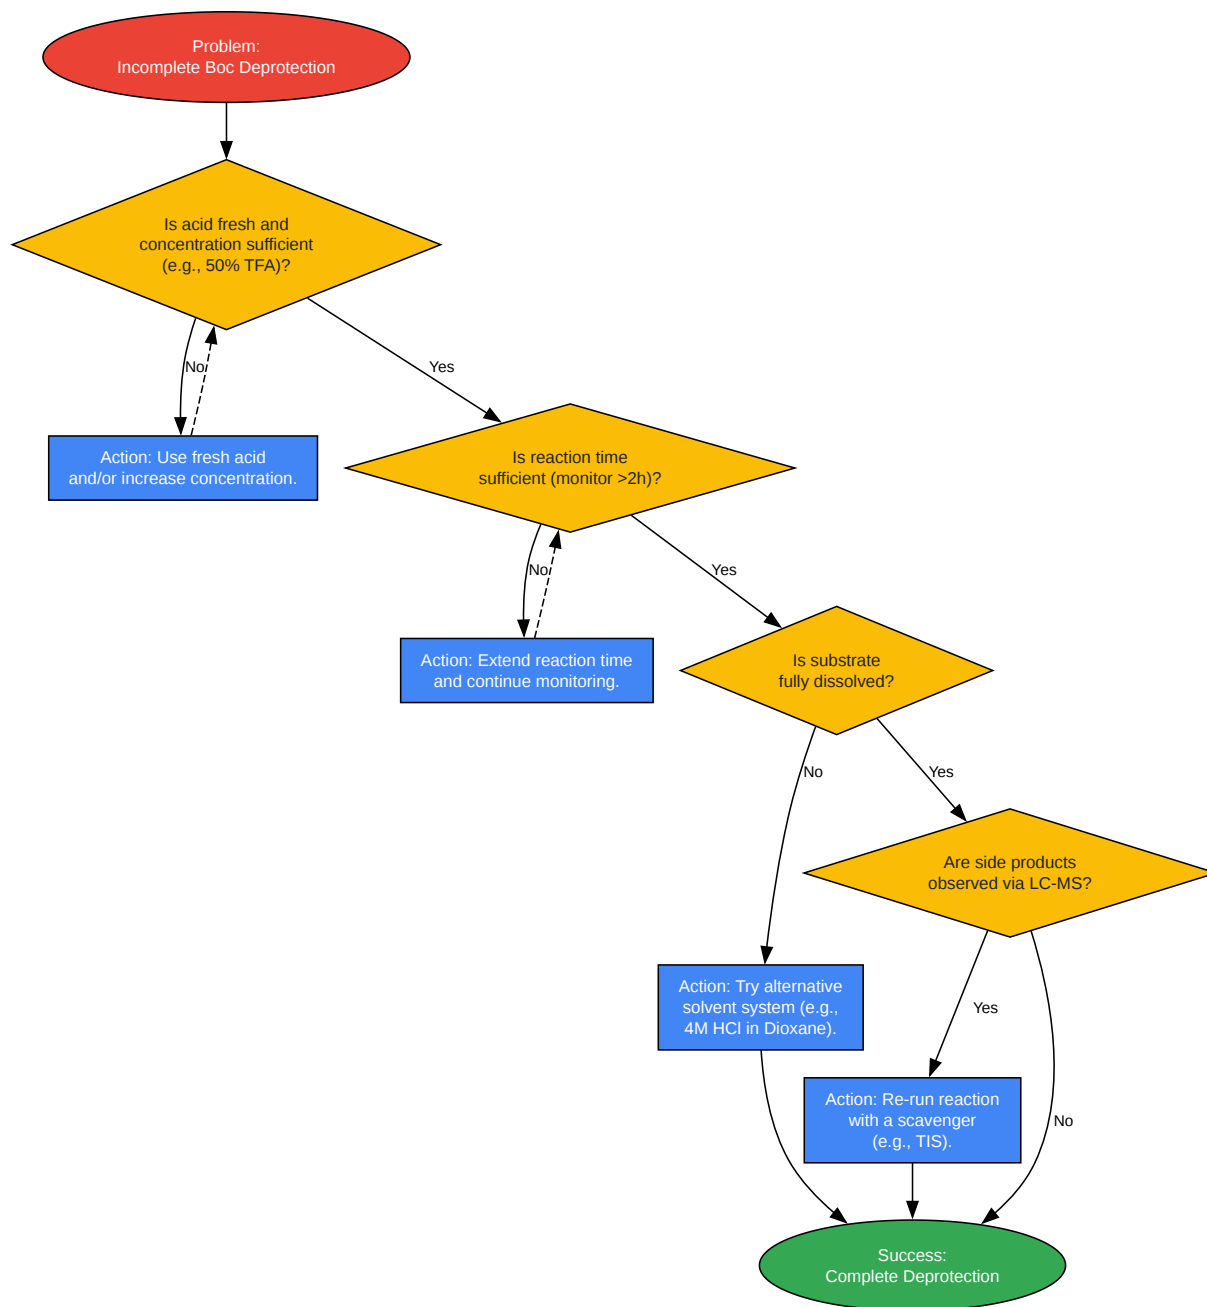 Problem:
Incomplete Boc Deprotection
Is acid fresh and
concentration sufficient
(e.g., 50% TFA)?
No
Yes
Action: Use fresh acid
and/or increase concentration.
Is reaction time
sufficient (monitor >2h)?
No
Yes
Action: Extend reaction time
and continue monitoring.
Is substrate
fully dissolved?
No
Yes
Are side products
observed via LC-MS?
Action: Try alternative
solvent system (e.g.,
4M HCl in Dioxane).
Yes
No
Action: Re-run reaction
with a scavenger
(e.g., TIS).
Success:
Complete Deprotection